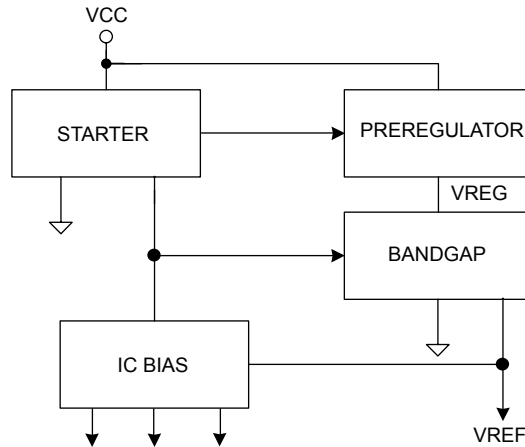 VCC
STARTER
PREREGULATOR
VREG
BANDGAP
IC BIAS
VREF